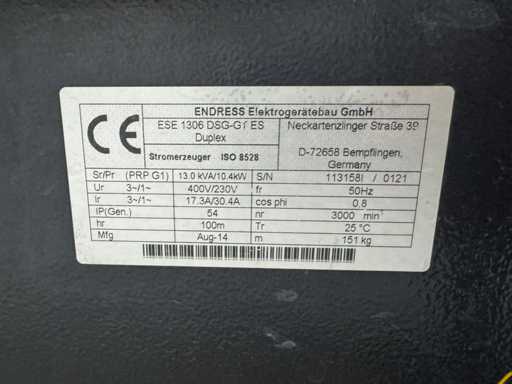 CE
ENDRESS Elektrogerätebau GmbH
ESE 1306 DSG-GT ES
Duplex
Neckartenzlinger Straße 39
Stromerzeuger ISO 8528
D-72658 Bempflingen,
Germany
Sr/Pr (PRP G1) 13.0 kVA/10.4kW S/N 113158I / 0121
Ur 3~/1~ 400V/230V fr 50Hz
Ir 3~/1~ 17.3A/30.4A cos phi 0.8
IP(Gen.) 54 nr 3000 min¹
hr 100m Tr 25 °C
Mfg Aug-14 m 151 kg